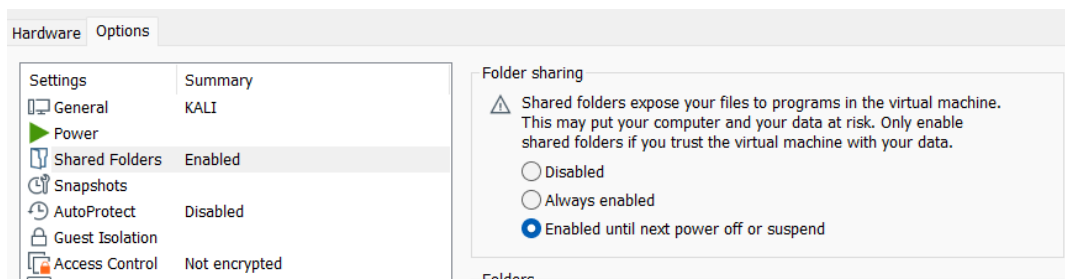 Hardware Options
Settings Summary
General KALI
Power
Shared Folders Enabled
Snapshots
AutoProtect Disabled
Guest Isolation
Access Control Not encrypted
Folder sharing
Shared folders expose your files to programs in the virtual machine.
This may put your computer and your data at risk. Only enable
shared folders if you trust the virtual machine with your data.
Disabled
Always enabled
Enabled until next power off or suspend
Folders